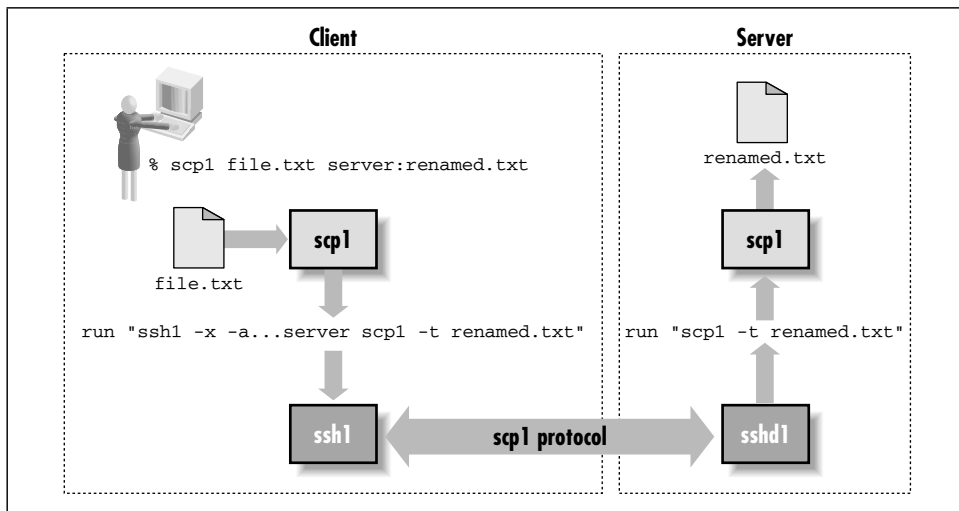 Client
Server
% scp1 file.txt server:renamed.txt
renamed.txt
scp1
scp1
file.txt
run "ssh1 -x -a...server scp1 -t renamed.txt"
run "scp1 -t renamed.txt"
ssh1
scp1 protocol
sshd1